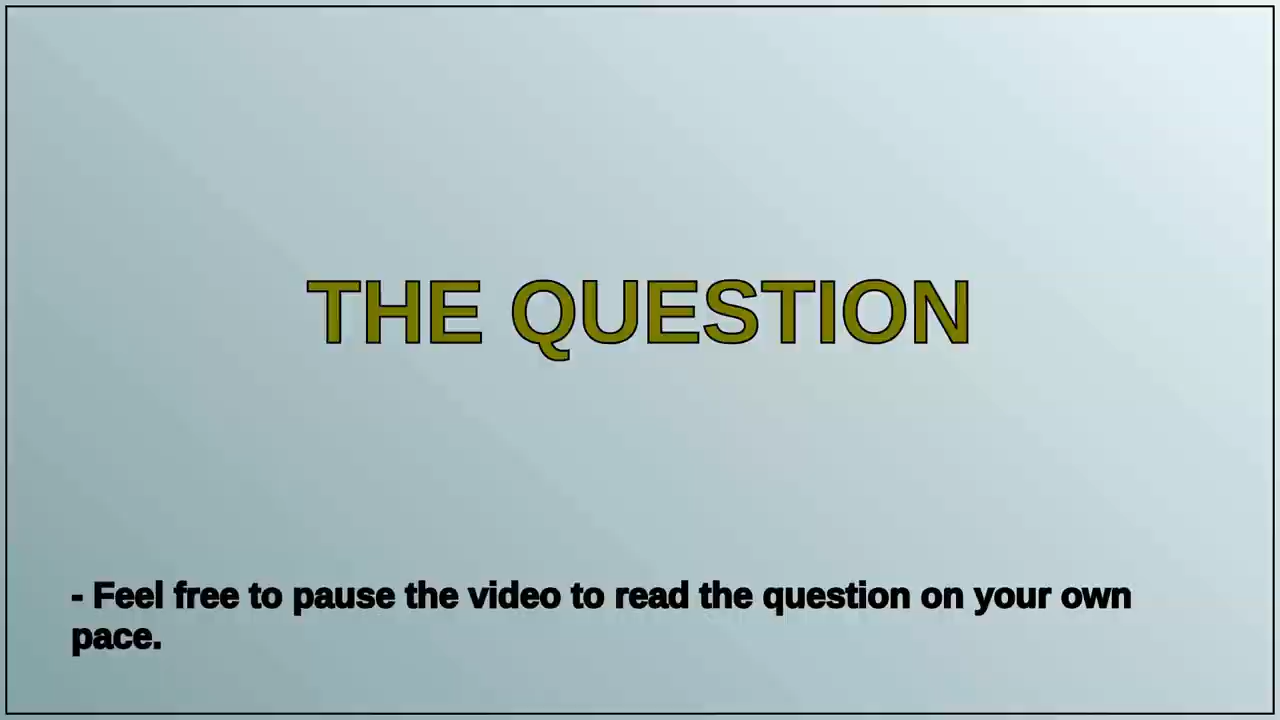 THE QUESTION
- Feel free to pause the video to read the question on your own
pace.